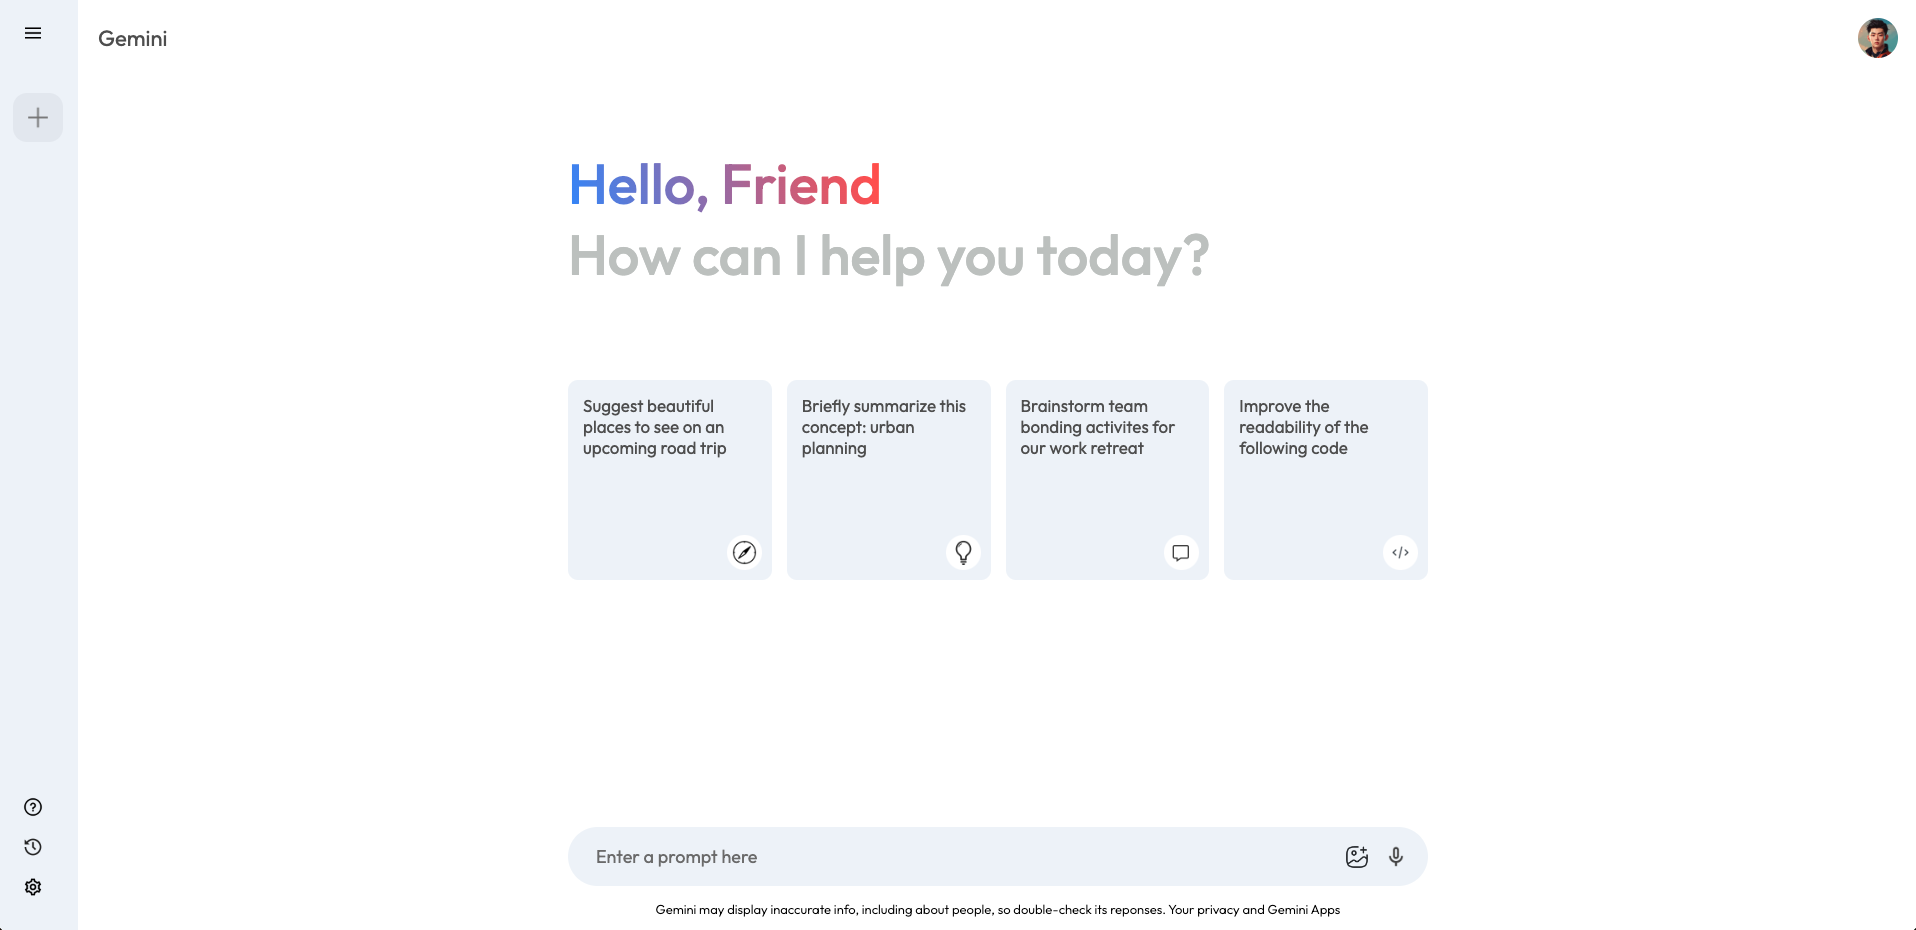 Gemini
Hello, Friend
How can I help you today?
Suggest beautiful
places to see on an
upcoming road trip
Briefly summarize this
concept: urban
planning
Brainstorm team
bonding activites for
our work retreat
Improve the
readability of the
following code
Enter a prompt here
Gemini may display inaccurate info, including about people, so double-check its reponses. Your privacy and Gemini Apps